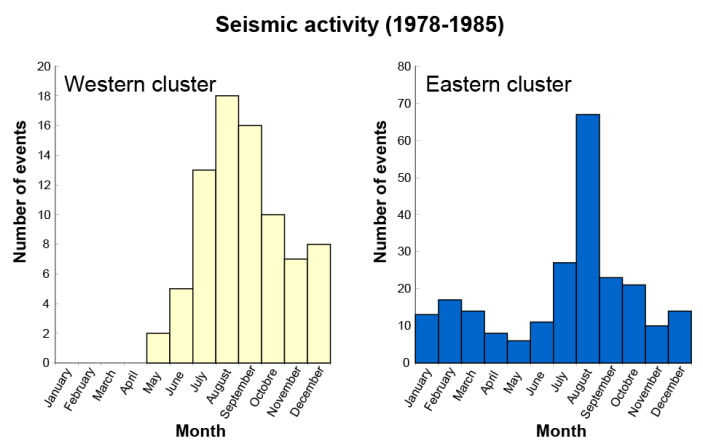 Seismic activity (1978-1985)
Western cluster
Number of events
20
18
16
14
12
10
8
6
4
2
0
January
February
March
April
May
June
July
August
September
Octobre
November
December
Month
Eastern cluster
Number of events
80
70
60
50
40
30
20
10
0
January
February
March
April
May
June
July
August
September
Octobre
November
December
Month